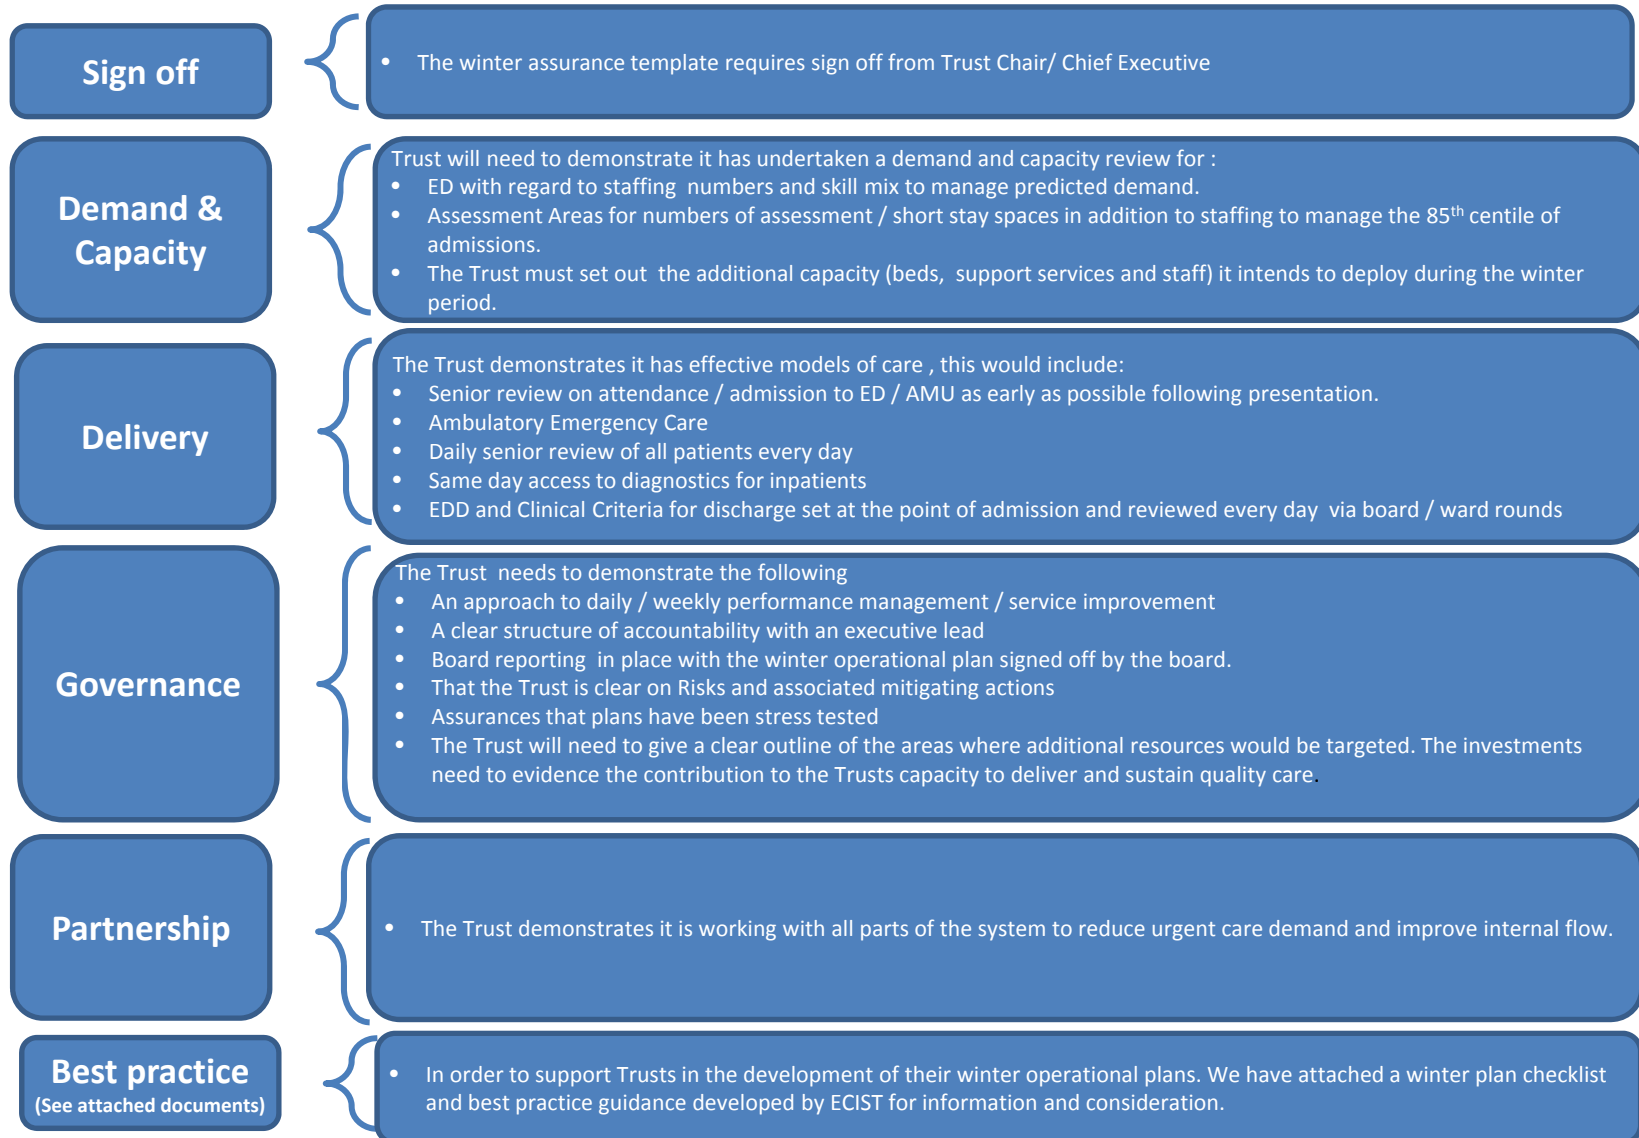 Sign off
• The winter assurance template requires sign off from Trust Chair/ Chief Executive
Demand &
Capacity
Trust will need to demonstrate it has undertaken a demand and capacity review for :
• ED with regard to staffing numbers and skill mix to manage predicted demand.
• Assessment Areas for numbers of assessment / short stay spaces in addition to staffing to manage the 85th centile of
admissions.
• The Trust must set out the additional capacity (beds, support services and staff) it intends to deploy during the winter
period.
Delivery
The Trust demonstrates it has effective models of care , this would include:
• Senior review on attendance / admission to ED / AMU as early as possible following presentation.
• Ambulatory Emergency Care
• Daily senior review of all patients every day
• Same day access to diagnostics for inpatients
• EDD and Clinical Criteria for discharge set at the point of admission and reviewed every day via board / ward rounds
Governance
The Trust needs to demonstrate the following
• An approach to daily / weekly performance management / service improvement
• A clear structure of accountability with an executive lead
• Board reporting in place with the winter operational plan signed off by the board.
• That the Trust is clear on Risks and associated mitigating actions
• Assurances that plans have been stress tested
• The Trust will need to give a clear outline of the areas where additional resources would be targeted. The investments
need to evidence the contribution to the Trusts capacity to deliver and sustain quality care.
Partnership
• The Trust demonstrates it is working with all parts of the system to reduce urgent care demand and improve internal flow.
Best practice
(See attached documents)
• In order to support Trusts in the development of their winter operational plans. We have attached a winter plan checklist
and best practice guidance developed by ECIST for information and consideration.